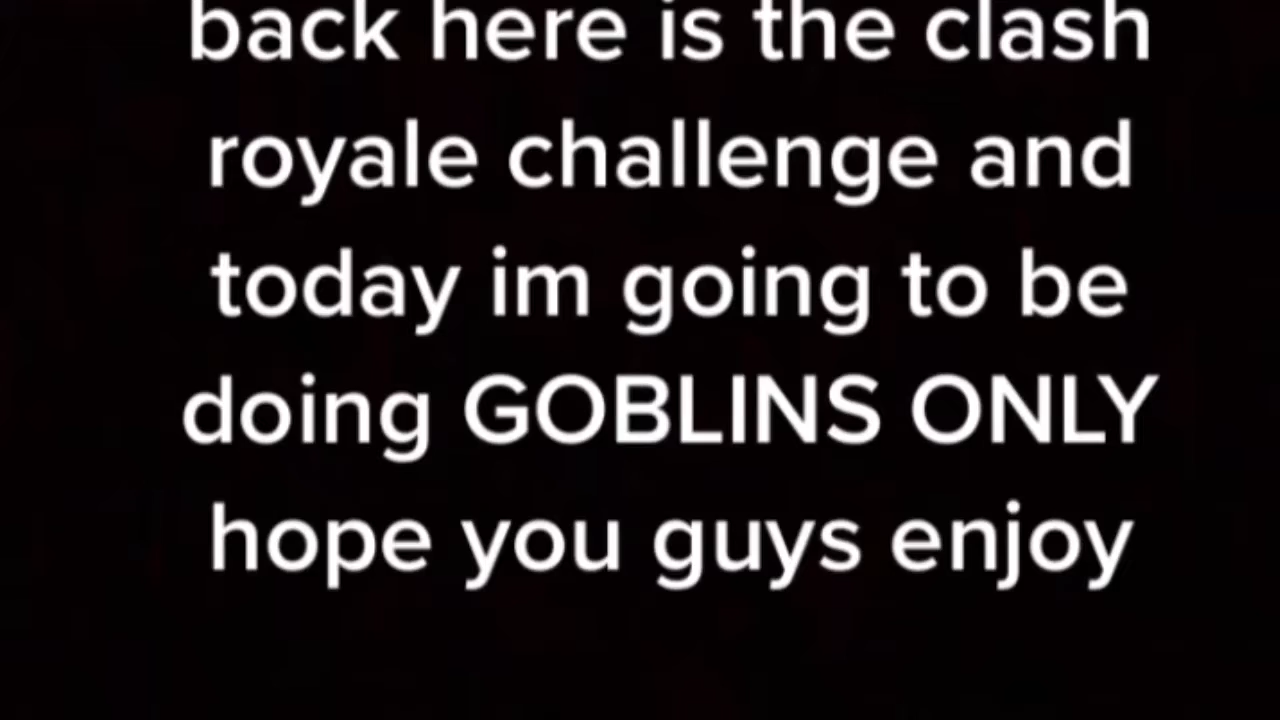 back here is the clash
royale challenge and
today im going to be
doing GOBLINS ONLY
hope you guys enjoy